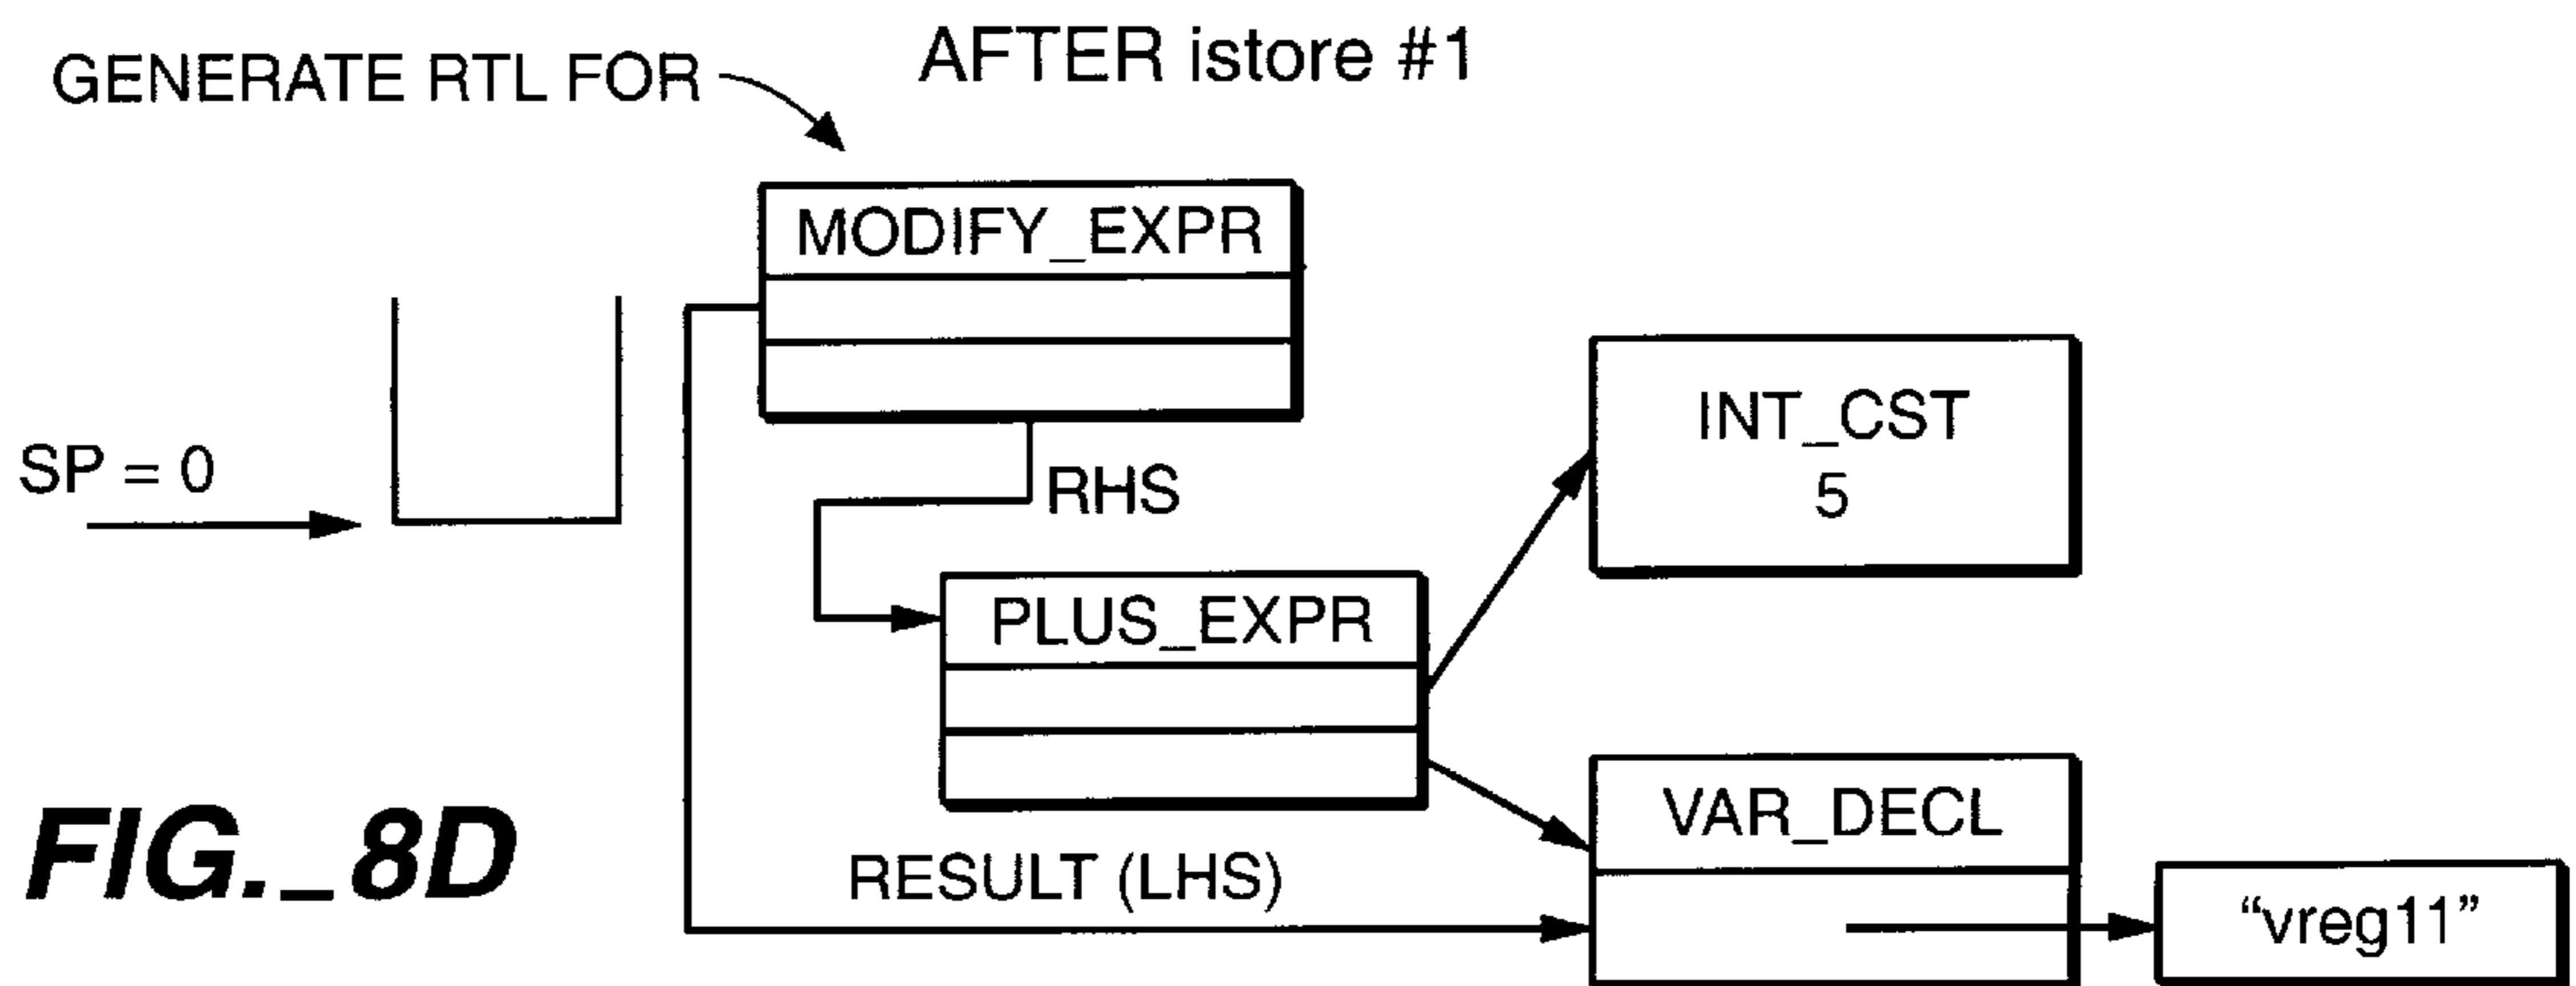 GENERATE RTL FOR
AFTER istore #1
MODIFY_EXPR
SP = 0
RHS
INT_CST
5
PLUS_EXPR
VAR_DECL
RESULT (LHS)
“vreg11”
FIG._8D